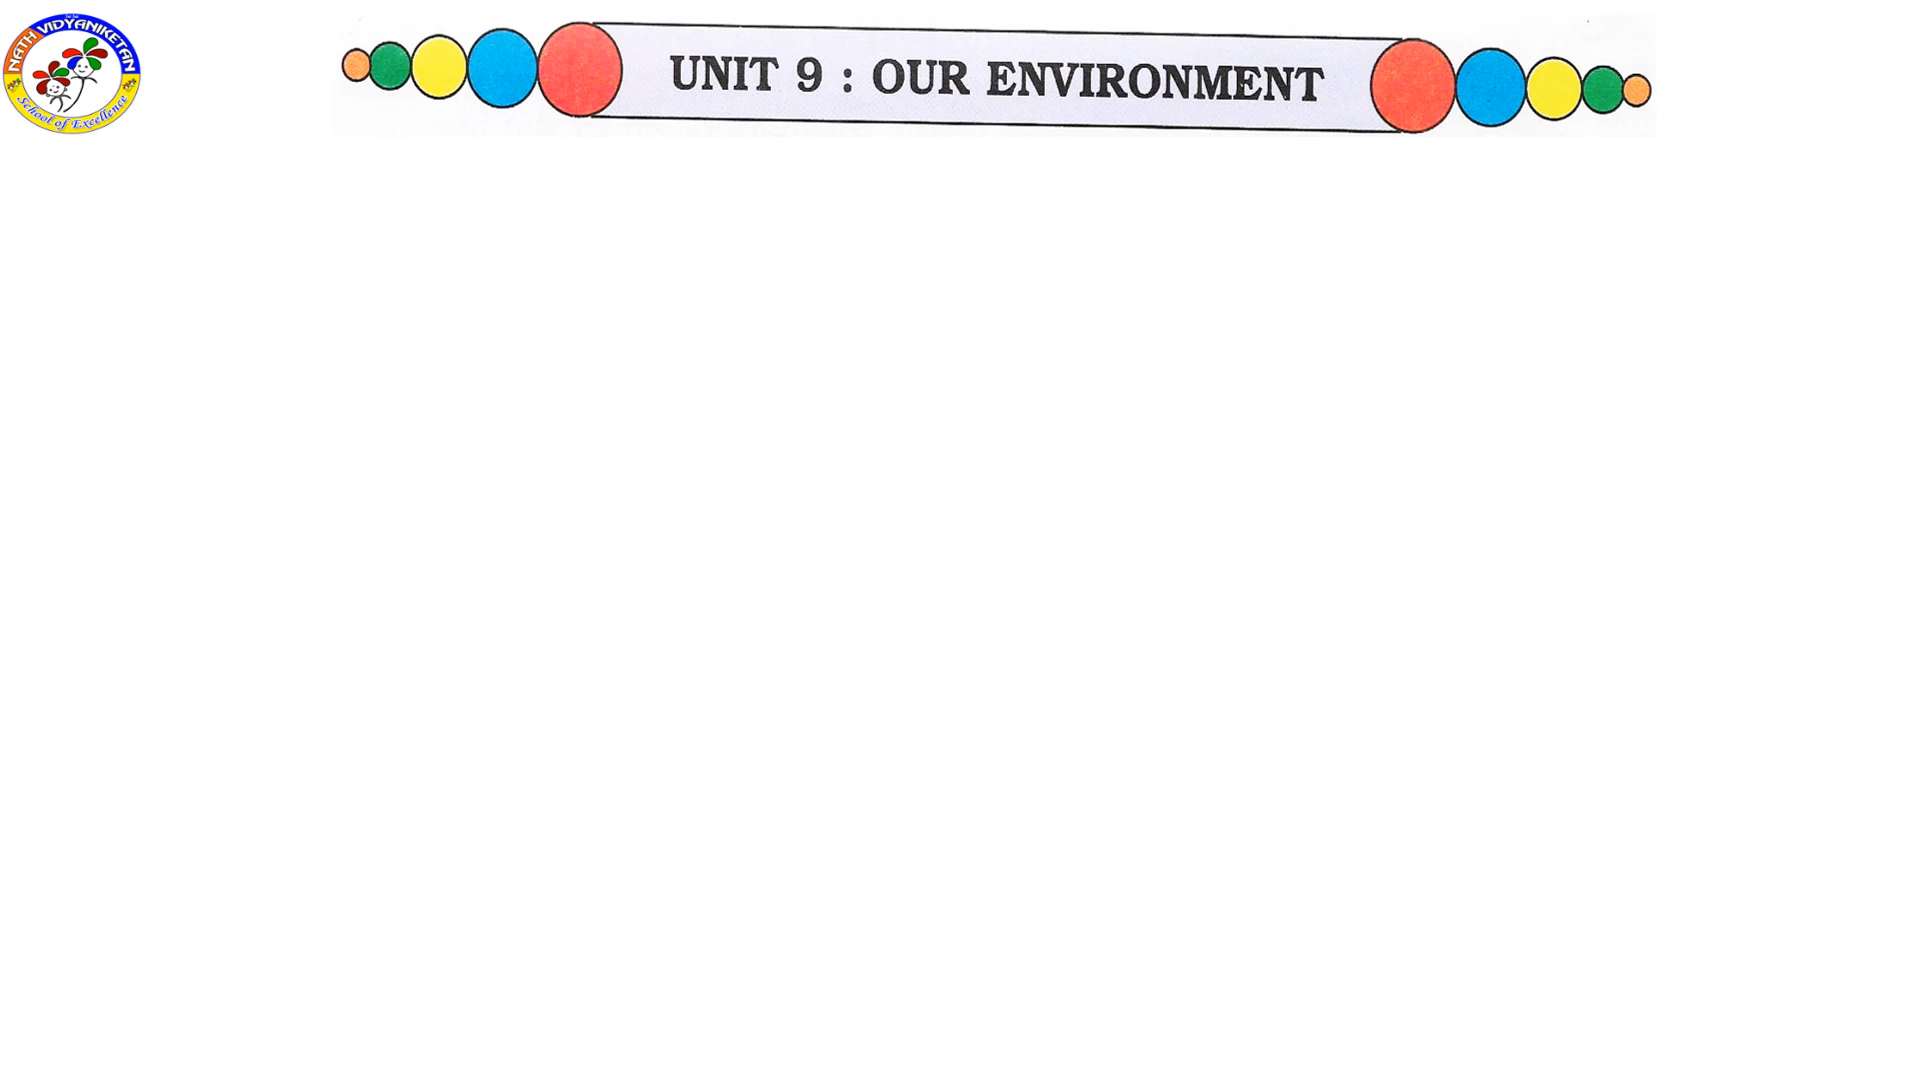 NATH VIDYANIKETAN
School of Excellence
UNIT 9 : OUR ENVIRONMENT